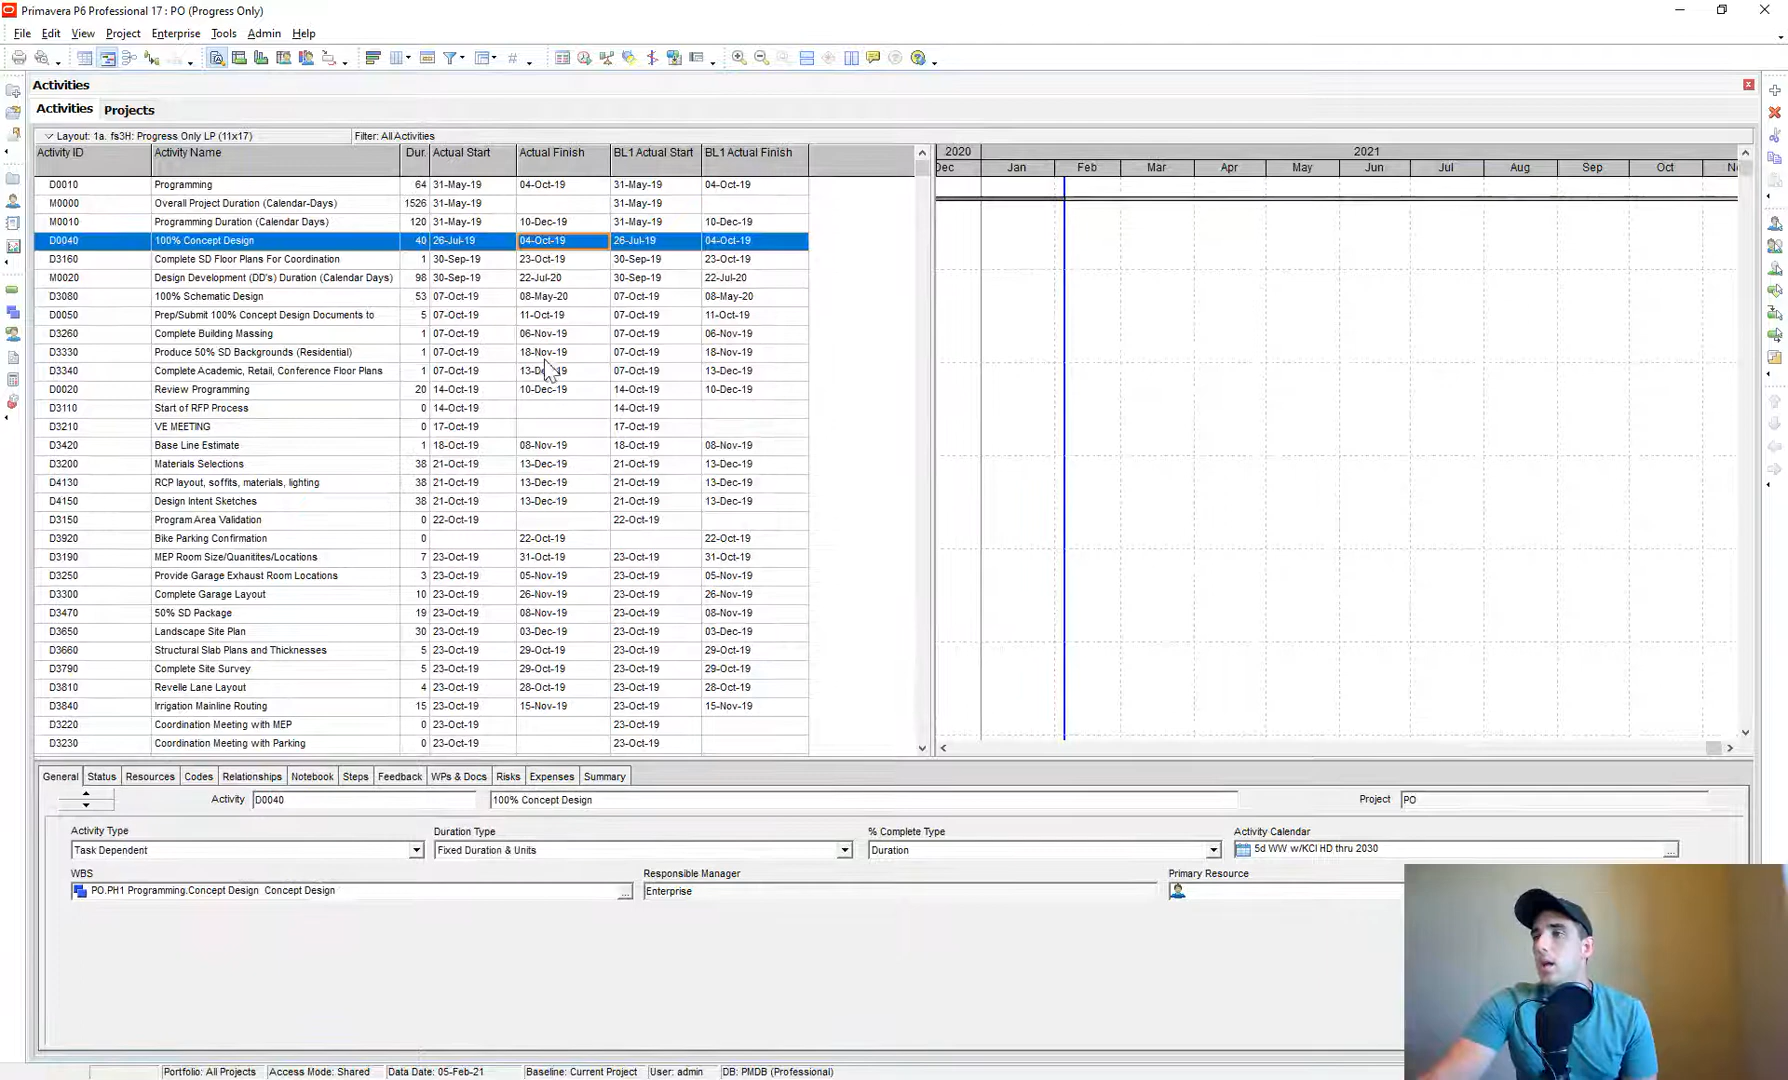 Primavera P6 Professional 17 : PO (Progress Only)
File Edit View Project Enterprise Tools Admin Help
Activities
Activities Projects
Layout: 1a. fs3H: Progress Only LP (11x17) Filter: All Activities
Activity ID Activity Name Dur. Actual Start Actual Finish BL1 Actual Start BL1 Actual Finish
2020 2021
Dec Jan Feb Mar Apr May Jun Jul Aug Sep Oct
D0010 Programming 64 31-May-19 04-Oct-19 31-May-19 04-Oct-19
M0000 Overall Project Duration (Calendar-Days) 1526 31-May-19 31-May-19
M0010 Programming Duration (Calendar Days) 120 31-May-19 10-Dec-19 31-May-19 10-Dec-19
D0040 100% Concept Design 40 26-Jul-19 04-Oct-19 26-Jul-19 04-Oct-19
D3160 Complete SD Floor Plans For Coordination 1 30-Sep-19 23-Oct-19 30-Sep-19 23-Oct-19
M0020 Design Development (DD's) Duration (Calendar Days) 98 30-Sep-19 22-Jul-20 30-Sep-19 22-Jul-20
D3080 100% Schematic Design 53 07-Oct-19 08-May-20 07-Oct-19 08-May-20
D0050 Prep/Submit 100% Concept Design Documents to 5 07-Oct-19 11-Oct-19 07-Oct-19 11-Oct-19
D3260 Complete Building Massing 1 07-Oct-19 06-Nov-19 07-Oct-19 06-Nov-19
D3330 Produce 50% SD Backgrounds (Residential) 1 07-Oct-19 18-Nov-19 07-Oct-19 18-Nov-19
D3340 Complete Academic, Retail, Conference Floor Plans 1 07-Oct-19 07-Oct-19 13-Dec-19
D0020 Review Programming 20 14-Oct-19 10-Dec-19 14-Oct-19 10-Dec-19
D3110 Start of RFP Process 0 14-Oct-19 14-Oct-19
D3210 VE MEETING 0 17-Oct-19 17-Oct-19
D3420 Base Line Estimate 1 18-Oct-19 08-Nov-19 18-Oct-19 08-Nov-19
D3200 Materials Selections 38 21-Oct-19 13-Dec-19 21-Oct-19 13-Dec-19
D4130 RCP layout, soffits, materials, lighting 38 21-Oct-19 13-Dec-19 21-Oct-19 13-Dec-19
D4150 Design Intent Sketches 38 21-Oct-19 13-Dec-19 21-Oct-19 13-Dec-19
D3150 Program Area Validation 0 22-Oct-19 22-Oct-19
D3920 Bike Parking Confirmation 0 22-Oct-19 22-Oct-19
D3190 MEP Room Size/Quanitites/Locations 7 23-Oct-19 31-Oct-19 23-Oct-19 31-Oct-19
D3250 Provide Garage Exhaust Room Locations 3 23-Oct-19 05-Nov-19 23-Oct-19 05-Nov-19
D3300 Complete Garage Layout 10 23-Oct-19 26-Nov-19 23-Oct-19 26-Nov-19
D3470 50% SD Package 19 23-Oct-19 08-Nov-19 23-Oct-19 08-Nov-19
D3650 Landscape Site Plan 30 23-Oct-19 03-Dec-19 23-Oct-19 03-Dec-19
D3660 Structural Slab Plans and Thicknesses 5 23-Oct-19 29-Oct-19 23-Oct-19 29-Oct-19
D3790 Complete Site Survey 5 23-Oct-19 29-Oct-19 23-Oct-19 29-Oct-19
D3810 Revelle Lane Layout 4 23-Oct-19 28-Oct-19 23-Oct-19 28-Oct-19
D3840 Irrigation Mainline Routing 15 23-Oct-19 15-Nov-19 23-Oct-19 15-Nov-19
D3220 Coordination Meeting with MEP 0 23-Oct-19 23-Oct-19
D3230 Coordination Meeting with Parking 0 23-Oct-19 23-Oct-19
General Status Resources Codes Relationships Notebook Steps Feedback WPs & Docs Risks Expenses Summary
Activity D0040 100% Concept Design Project PO
Activity Type Duration Type % Complete Type Activity Calendar
Task Dependent Fixed Duration & Units Duration 5d WW w/KCI HD thru 2030
WBS Responsible Manager Primary Resource
PO.PH1 Programming.Concept Design Concept Design Enterprise
Portfolio: All Projects Access Mode: Shared Data Date: 05-Feb-21 Baseline: Current Project User: admin DB: PMDB (Professional)